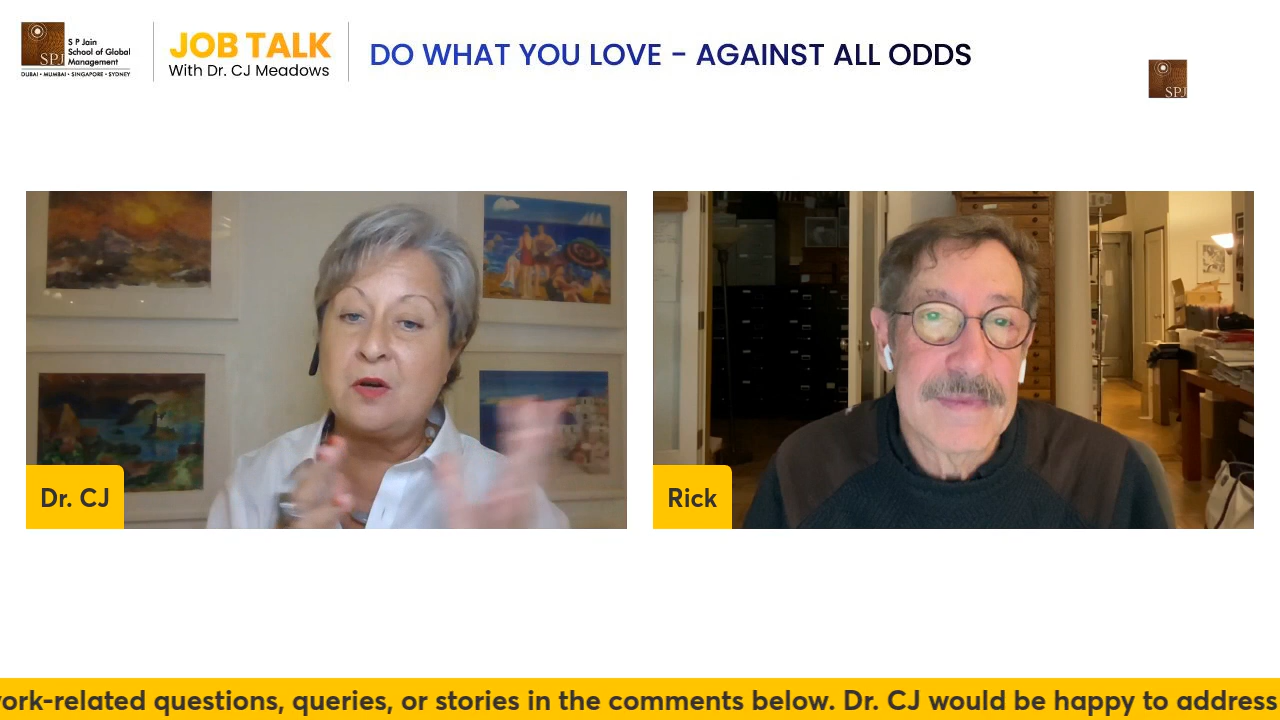 S P Jain
School of Global
Management
SPJ
DUBAI • MUMBAI • SINGAPORE • SYDNEY
JOB TALK
With Dr. CJ Meadows
DO WHAT YOU LOVE – AGAINST ALL ODDS
SPJ
Dr. CJ
Rick
work-related questions, queries, or stories in the comments below. Dr. CJ would be happy to address